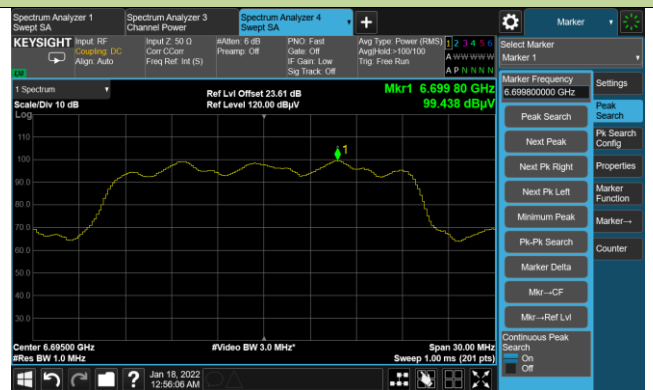 Spectrum Analyzer 1
Swept SA
Spectrum Analyzer 3
Channel Power
Spectrum Analyzer 4
Swept SA
Marker
KEYSIGHT
Input: RF
Coupling: DC
Align: Auto
Input Z: 50 Ω
Corr CCorr
Freq Ref: Int (S)
#Atten: 6 dB
Preamp: Off
PNO: Fast
Gate: Off
IF Gain: Low
Sig Track: Off
Avg Type: Power (RMS)
Avg|Hold:>100/100
Trig: Free Run
1 2 3 4 5 6
A W W W W W
A P N N N N
Select Marker
Marker 1
1 Spectrum
Scale/Div 10 dB
Log
Ref Lvl Offset 23.61 dB
Ref Level 120.00 dBµV
Mkr1 6.699 80 GHz
99.438 dBµV
1
110
100
90.0
80.0
70.0
60.0
50.0
40.0
30.0
Center 6.69500 GHz
#Res BW 1.0 MHz
#Video BW 3.0 MHz*
Span 30.00 MHz
Sweep 1.00 ms (201 pts)
Marker Frequency
6.699800000 GHz
Peak Search
Next Peak
Next Pk Right
Next Pk Left
Minimum Peak
Pk-Pk Search
Marker Delta
Mkr→CF
Mkr→Ref Lvl
Continuous Peak
Search
On
Off
Settings
Peak
Search
Pk Search
Config
Properties
Marker
Function
Marker→
Counter
Jan 18, 2022
12:56:06 AM